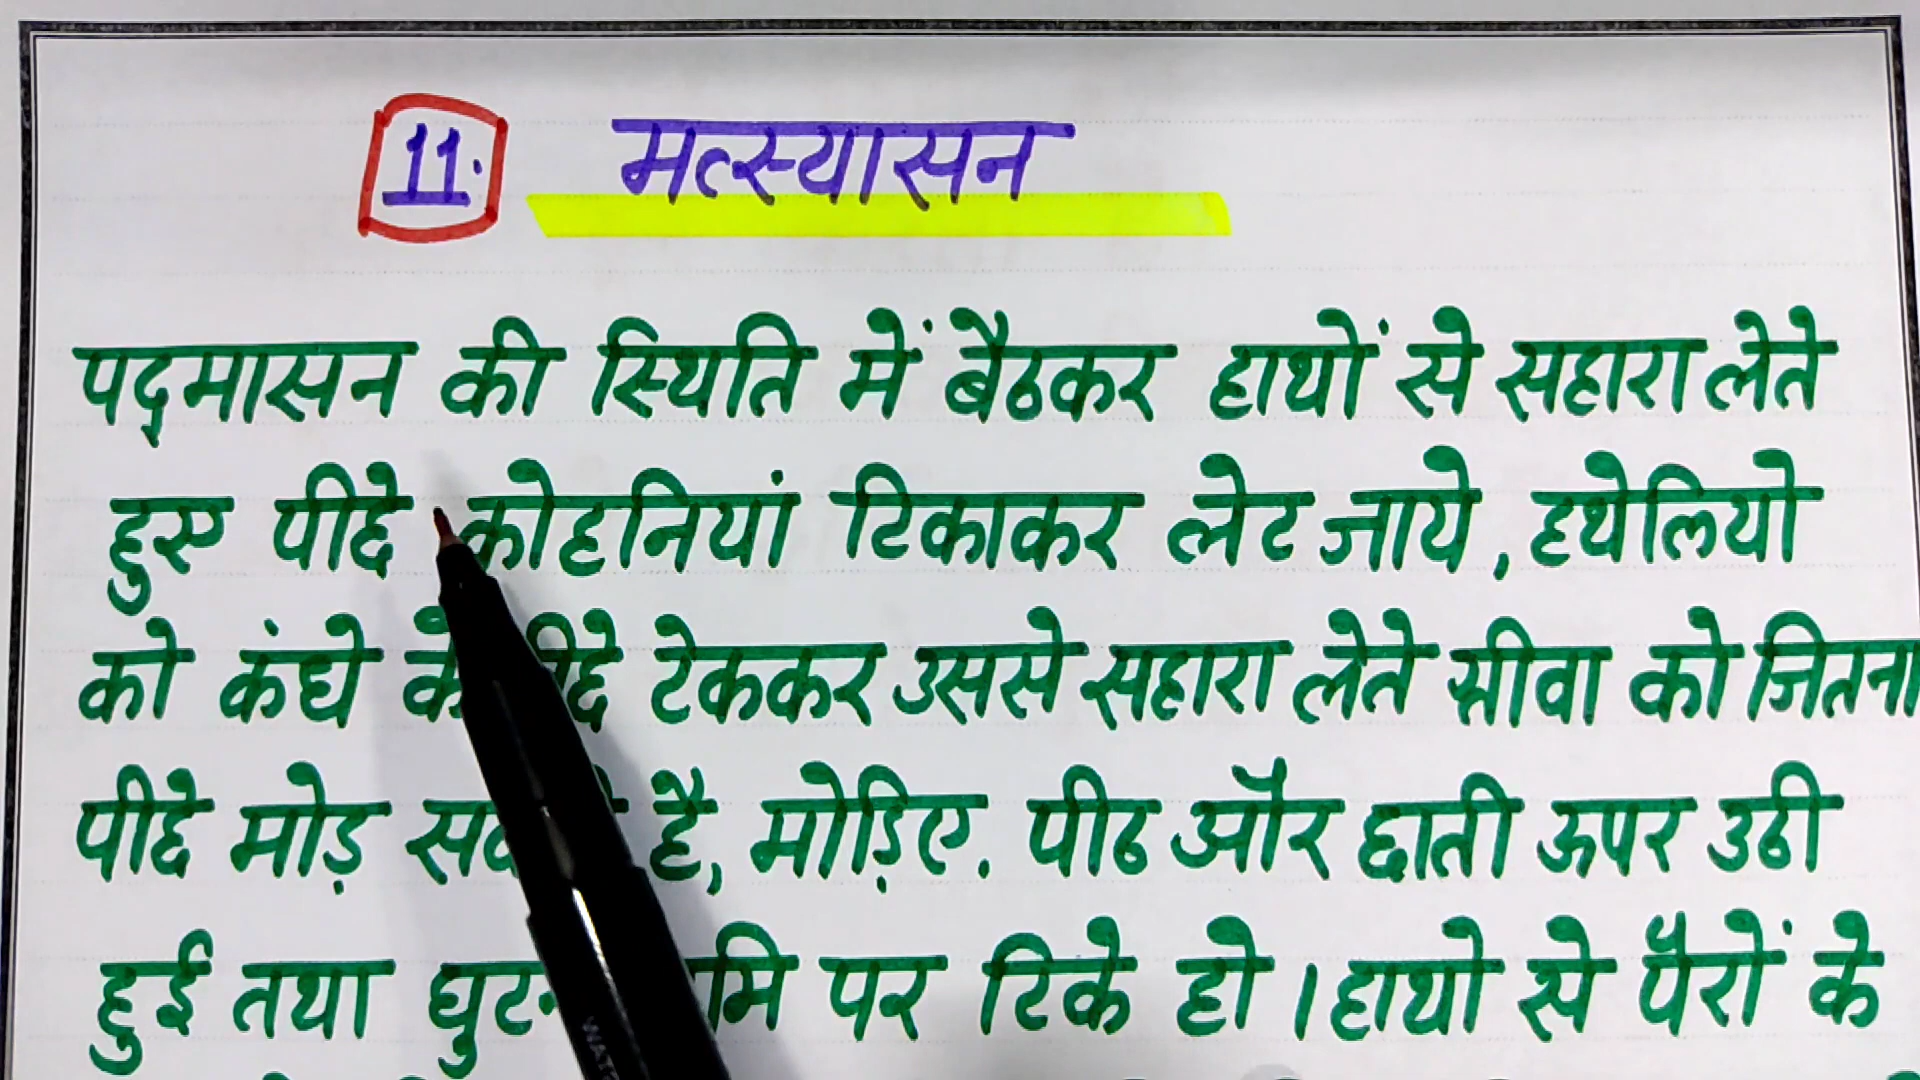 11. मत्स्यासन
पद्मासन की स्थिति में बैठकर हाथों से सहारा लेते
हुए पीछे कोहनियां टिकाकर लेट जाये, हथेलियो
को कंधे के टेककर उससे सहारा लेते ग्रीवा को जितना
पीछे मोड़ है, मोड़िए. पीठ और छाती ऊपर उठी
हुई तथा पर टिके हो । हाथो से पैरों के